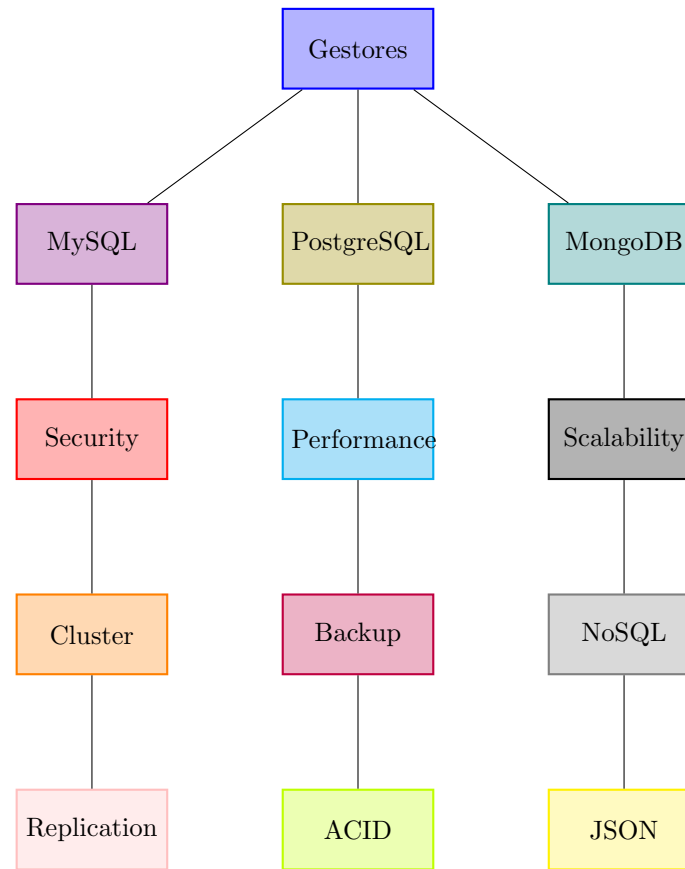 Gestores
MySQL
PostgreSQL
MongoDB
Security
Performance
Scalability
Cluster
Backup
NoSQL
Replication
ACID
JSON